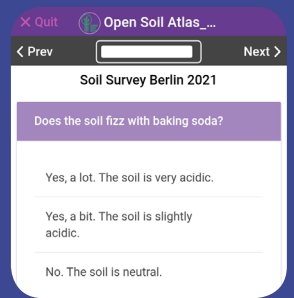 Quit
Open Soil Atlas_...
Prev
Next
Soil Survey Berlin 2021
Does the soil fizz with baking soda?
Yes, a lot. The soil is very acidic.
Yes, a bit. The soil is slightly
acidic.
No. The soil is neutral.